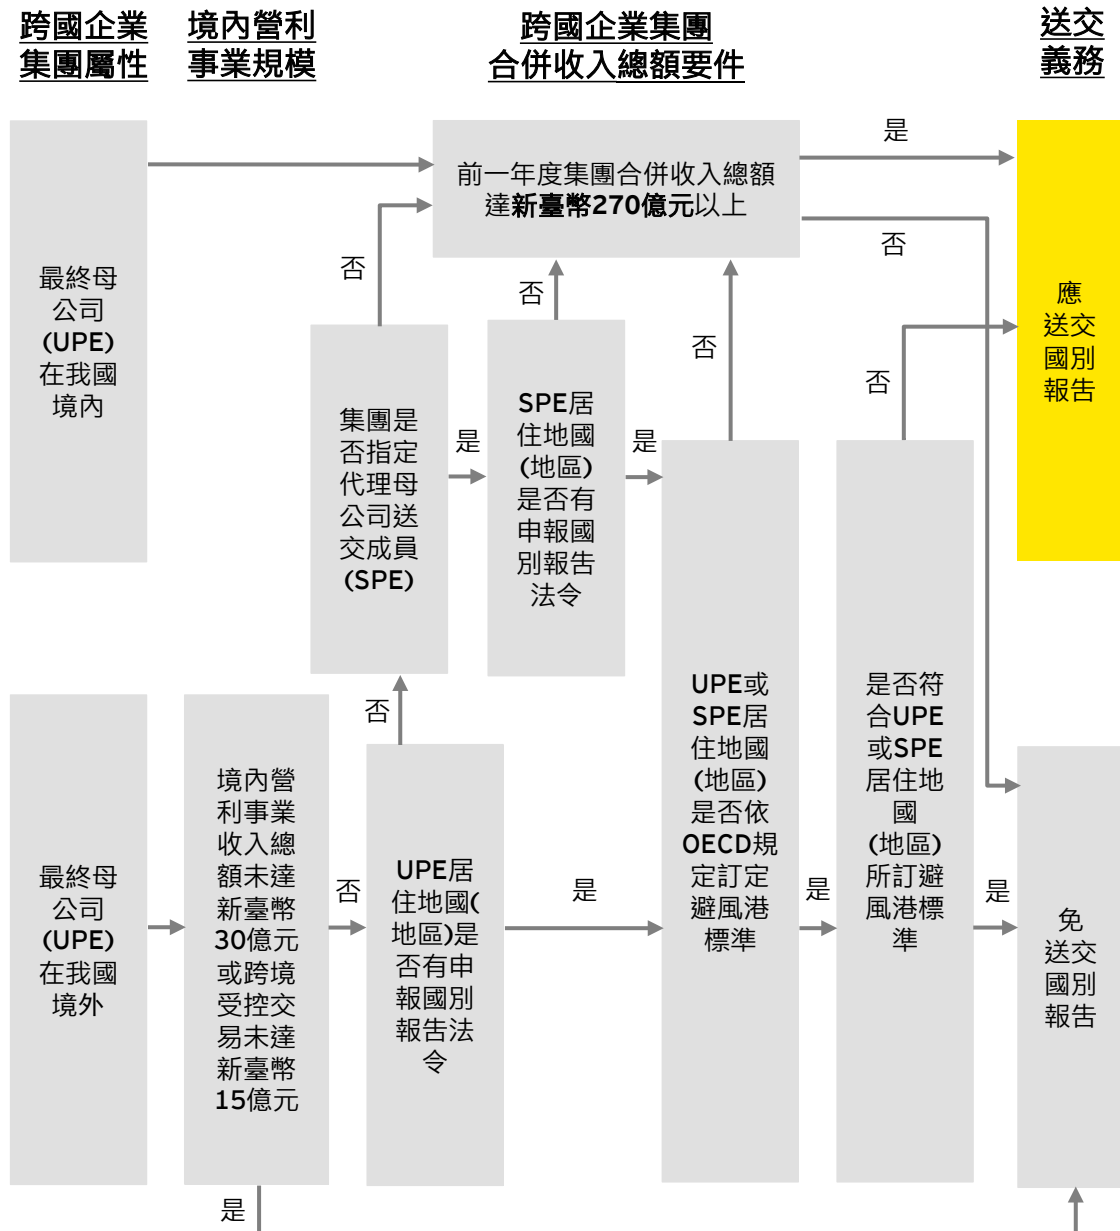 跨國企業
集團屬性
境內營利
事業規模
跨國企業集團
合併收入總額要件
送交
義務
前一年度集團合併收入總額
達新臺幣270億元以上
是
否
最終母
公司
(UPE)
在我國
境內
否
集團是
否指定
代理母
公司送
交成員
(SPE)
是
否
SPE居
住地國
(地區)
是否有
申報國
別報告
法令
是
否
否
應
送交
國別
報告
最終母
公司
(UPE)
在我國
境外
境內營
利事業
收入總
額未達
新臺幣
30億元
或跨境
受控交
易未達
新臺幣
15億元
否
否
UPE居
住地國(
地區)是
否有申
報國別
報告法
令
是
UPE或
SPE居
住地國
(地區)
是否依
OECD規
定訂定
避風港
標準
是
是否符
合UPE
或SPE
居住地
國
(地區)
所訂避
風港標
準
是
免
送交
國別
報告
是